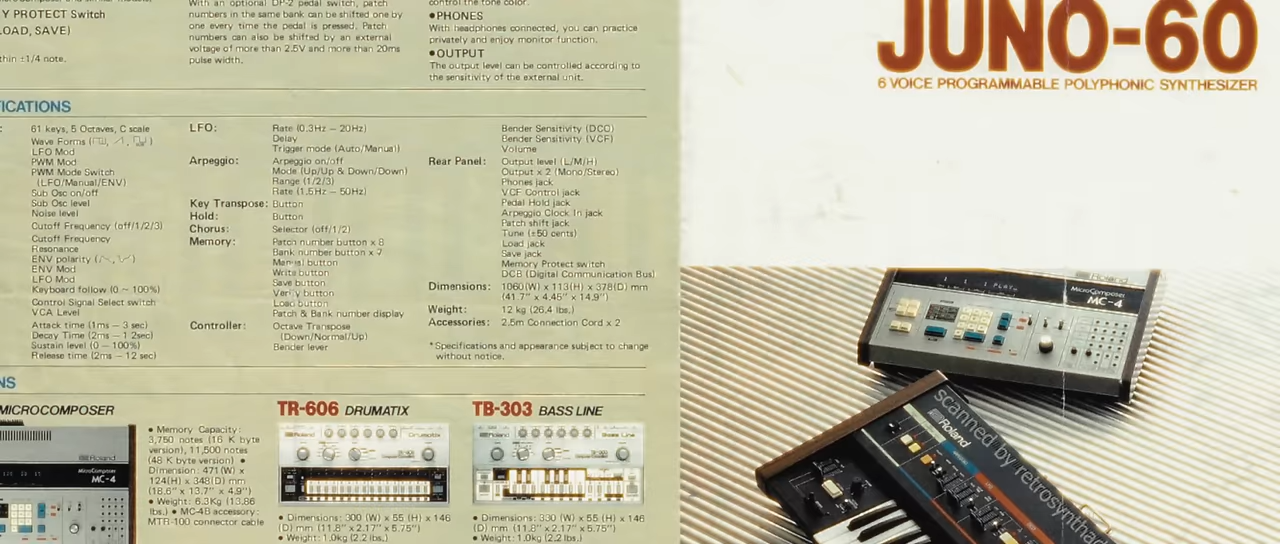 Y PROTECT Switch
LOAD, SAVE)
thin ±1/4 note.
With an optional DP-2 pedal switch, patch
numbers in the same bank can be shifted one by
one every time the pedal is pressed. Patch
numbers can also be shifted by an external
voltage of more than 2.5V and more than 20ms
pulse width.
control the tone color.
●PHONES
With headphones connected, you can practice
privately and enjoy monitor function.
●OUTPUT
The output level can be controlled according to
the sensitivity of the external unit.
IFICATIONS
61 keys, 5 Octaves, C scale
Wave Forms
LFO Mod
PWM Mod
PWM Mode Switch
(LFO/Manual/ENV)
Sub Osc on/off
Sub Osc level
Noise level
Cutoff Frequency (off/1/2/3)
Cutoff Frequency
Resonance
ENV polarity
ENV Mod
LFO Mod
Keyboard follow (0 ~ 100%)
Control Signal Select switch
VCA Level
Attack time (1ms — 3 sec)
Decay Time (2ms — 12sec)
Sustain level (0 — 100%)
Release time (2ms — 12 sec)
LFO: Rate (0.3Hz — 20Hz)
Delay
Trigger mode (Auto/Manual)
Arpeggio: Arpeggio on/off
Mode (Up/Up & Down/Down)
Range (1/2/3)
Rate (1.5Hz — 50Hz)
Key Transpose: Button
Hold: Button
Chorus: Selector (off/1/2)
Memory: Patch number button x 8
Bank number button x 7
Manual button
Write button
Save button
Verify button
Load button
Patch & Bank number display
Controller: Octave Transpose
(Down/Normal/Up)
Bender lever
Bender Sensitivity (DCO)
Bender Sensitivity (VCF)
Volume
Rear Panel: Output level (L/M/H)
Output x 2 (Mono/Stereo)
Phones jack
VCF Control jack
Pedal Hold jack
Arpeggio Clock In jack
Patch shift jack
Tune (±50 cents)
Load jack
Save jack
Memory Protect switch
DCB (Digital Communication Bus)
Dimensions: 1060(W) x 113(H) x 378(D) mm
(41.7" x 4.45" x 14.9")
Weight: 12 kg (26.4 lbs.)
Accessories: 2.5m Connection Cord x 2
*Specifications and appearance subject to change
without notice.
NS
MICROCOMPOSER
Roland
MicroComposer
MC-4
● Memory Capacity:
3,750 notes (16 K byte
version), 11,500 notes
(48 K byte version) ●
Dimension: 471(W) x
124(H) x 348(D) mm
(18.6" x 13.7" x 4.9")
● Weight: 6.3Kg (13.86
lbs.) ● MC-4B accessory:
MTR-100 connector cable
TR-606 DRUMATIX
Roland
Drumatix
● Dimensions: 300 (W) x 55 (H) x 146
(D) mm (11.8" x 2.17" x 5.75")
● Weight: 1.0kg (2.2 lbs.)
TB-303 BASS LINE
Roland
Bass Line
● Dimensions: 330 (W) x 55 (H) x 146
(D) mm (11.8" x 2.17" x 5.75")
● Weight: 1.0kg (2.2 lbs.)
JUNO-60
6 VOICE PROGRAMMABLE POLYPHONIC SYNTHESIZER
Roland
MicroComposer
MC-4
Roland
scanned by retrosynthad